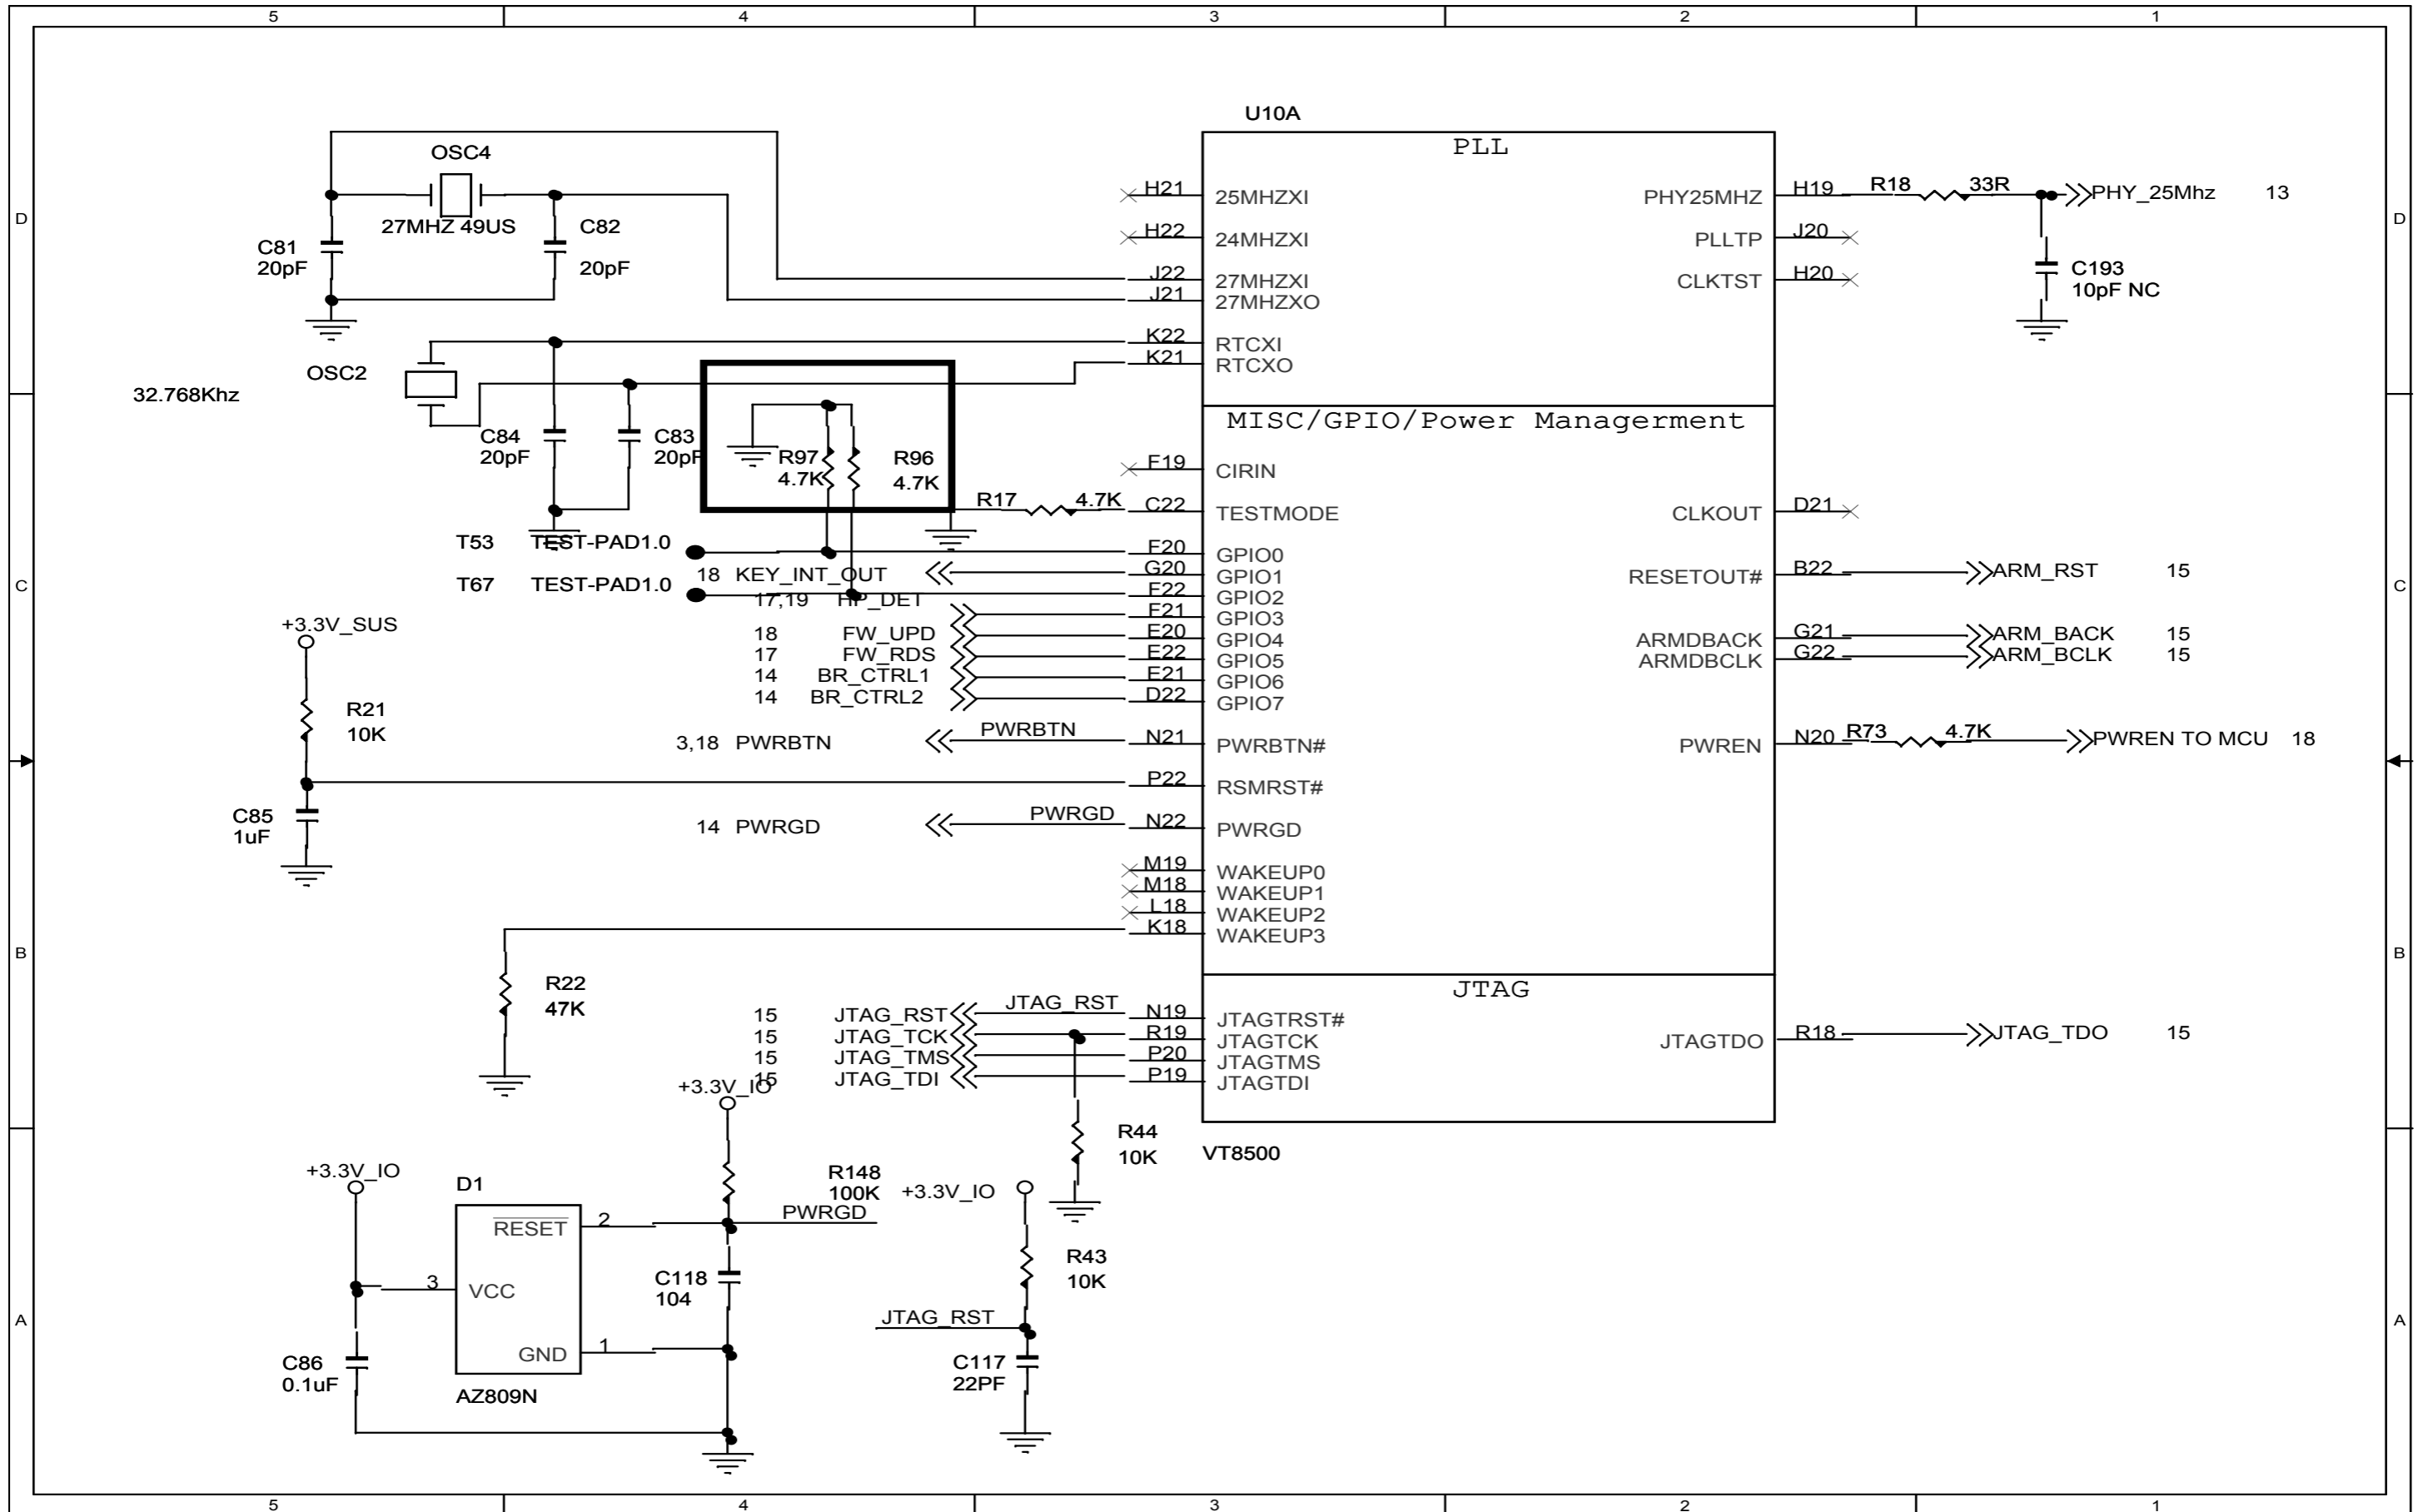 5 4 3 2 1
U10A
PLL
OSC4
27MHZ 49US
C81
20pF
C82
20pF
H21 25MHZXI
H22 24MHZXI
J22 27MHZXI
J21 27MHZXO
K22 RTCXI
K21 RTCXO
PHY25MHZ H19 R18 33R PHY_25Mhz 13
PLLTP J20
CLKTST H20
C193
10pF NC
D D
OSC2
32.768Khz
C84
20pF
C83
20pF
R97
4.7K
R96
4.7K
MISC/GPIO/Power Managerment
F19 CIRIN
R17 4.7K C22 TESTMODE
CLKOUT D21
T53 TEST-PAD1.0
F20 GPIO0
18 KEY_INT_OUT G20 GPIO1
RESETOUT# B22 ARM_RST 15
T67 TEST-PAD1.0
F22 GPIO2
17,19 HP_DET F21 GPIO3
18 FW_UPD E20 GPIO4
17 FW_RDS E22 GPIO5
14 BR_CTRL1 E21 GPIO6
14 BR_CTRL2 D22 GPIO7
ARMDBACK G21 ARM_BACK 15
ARMDBCLK G22 ARM_BCLK 15
C C
+3.3V_SUS
R21
10K
3,18 PWRBTN PWRBTN N21 PWRBTN#
PWREN N20 R73 4.7K PWREN TO MCU 18
P22 RSMRST#
C85
1uF
14 PWRGD PWRGD N22 PWRGD
M19 WAKEUP0
M18 WAKEUP1
L18 WAKEUP2
K18 WAKEUP3
B B
R22
47K
JTAG
15 JTAG_RST JTAG_RST N19 JTAGTRST#
15 JTAG_TCK R19 JTAGTCK
15 JTAG_TMS P20 JTAGTMS
15 JTAG_TDI P19 JTAGTDI
JTAGTDO R18 JTAG_TDO 15
+3.3V_IO
R44
10K
VT8500
+3.3V_IO
D1
RESET 2
R148
100K
PWRGD
+3.3V_IO
R43
10K
3 VCC
C118
104
JTAG_RST
GND 1
C86
0.1uF
AZ809N
C117
22PF
A A
5 4 3 2 1